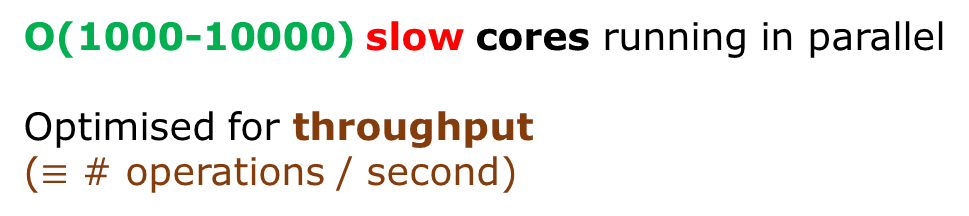 O(1000-10000) slow cores running in parallel
Optimised for throughput
(≡ # operations / second)